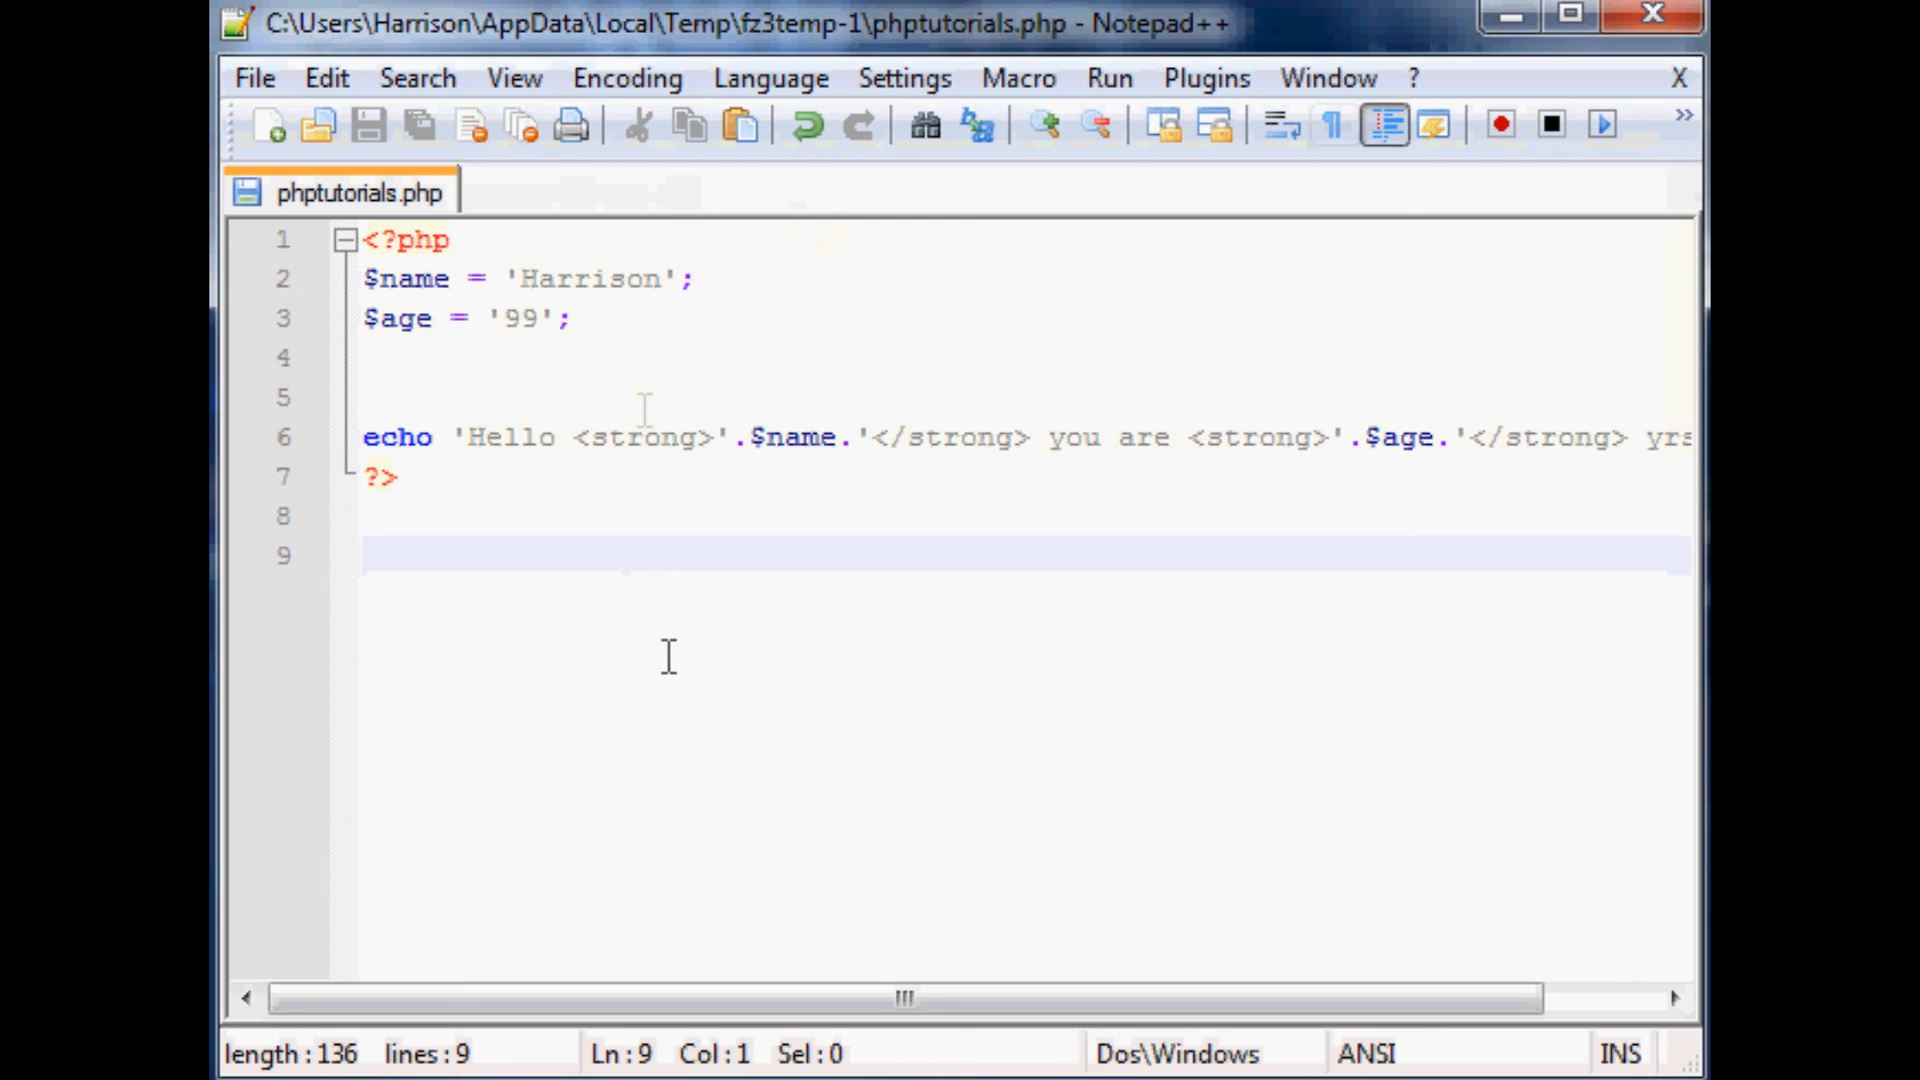 C:\Users\Harrison\AppData\Local\Temp\fz3temp-1\phptutorials.php - Notepad++
File Edit Search View Encoding Language Settings Macro Run Plugins Window ? X
phptutorials.php
1 <?php
2 $name = 'Harrison';
3 $age = '99';
4
5
6 echo 'Hello <strong>'.$name.'</strong> you are <strong>'.$age.'</strong> yrs
7 ?>
8
9
length : 136 lines : 9 Ln : 9 Col : 1 Sel : 0 Dos\Windows ANSI INS